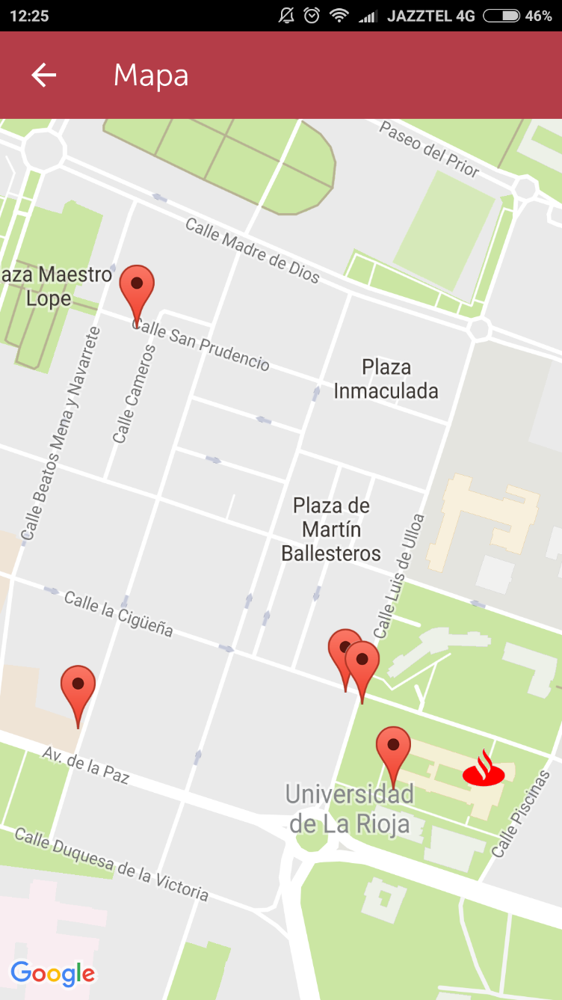 12:25
JAZZTEL 4G
46%
Mapa
Paseo del Prior
Calle Madre de Dios
aza Maestro
Lope
Calle San Prudencio
Plaza
Inmaculada
Calle Cameros
Calle Beatos Mena y Navarrete
Plaza de
Martín
Ballesteros
Calle Luis de Ulloa
Calle la Cigüeña
Av. de la Paz
Universidad
de La Rioja
Calle Piscinas
Calle Duquesa de la Victoria
Google